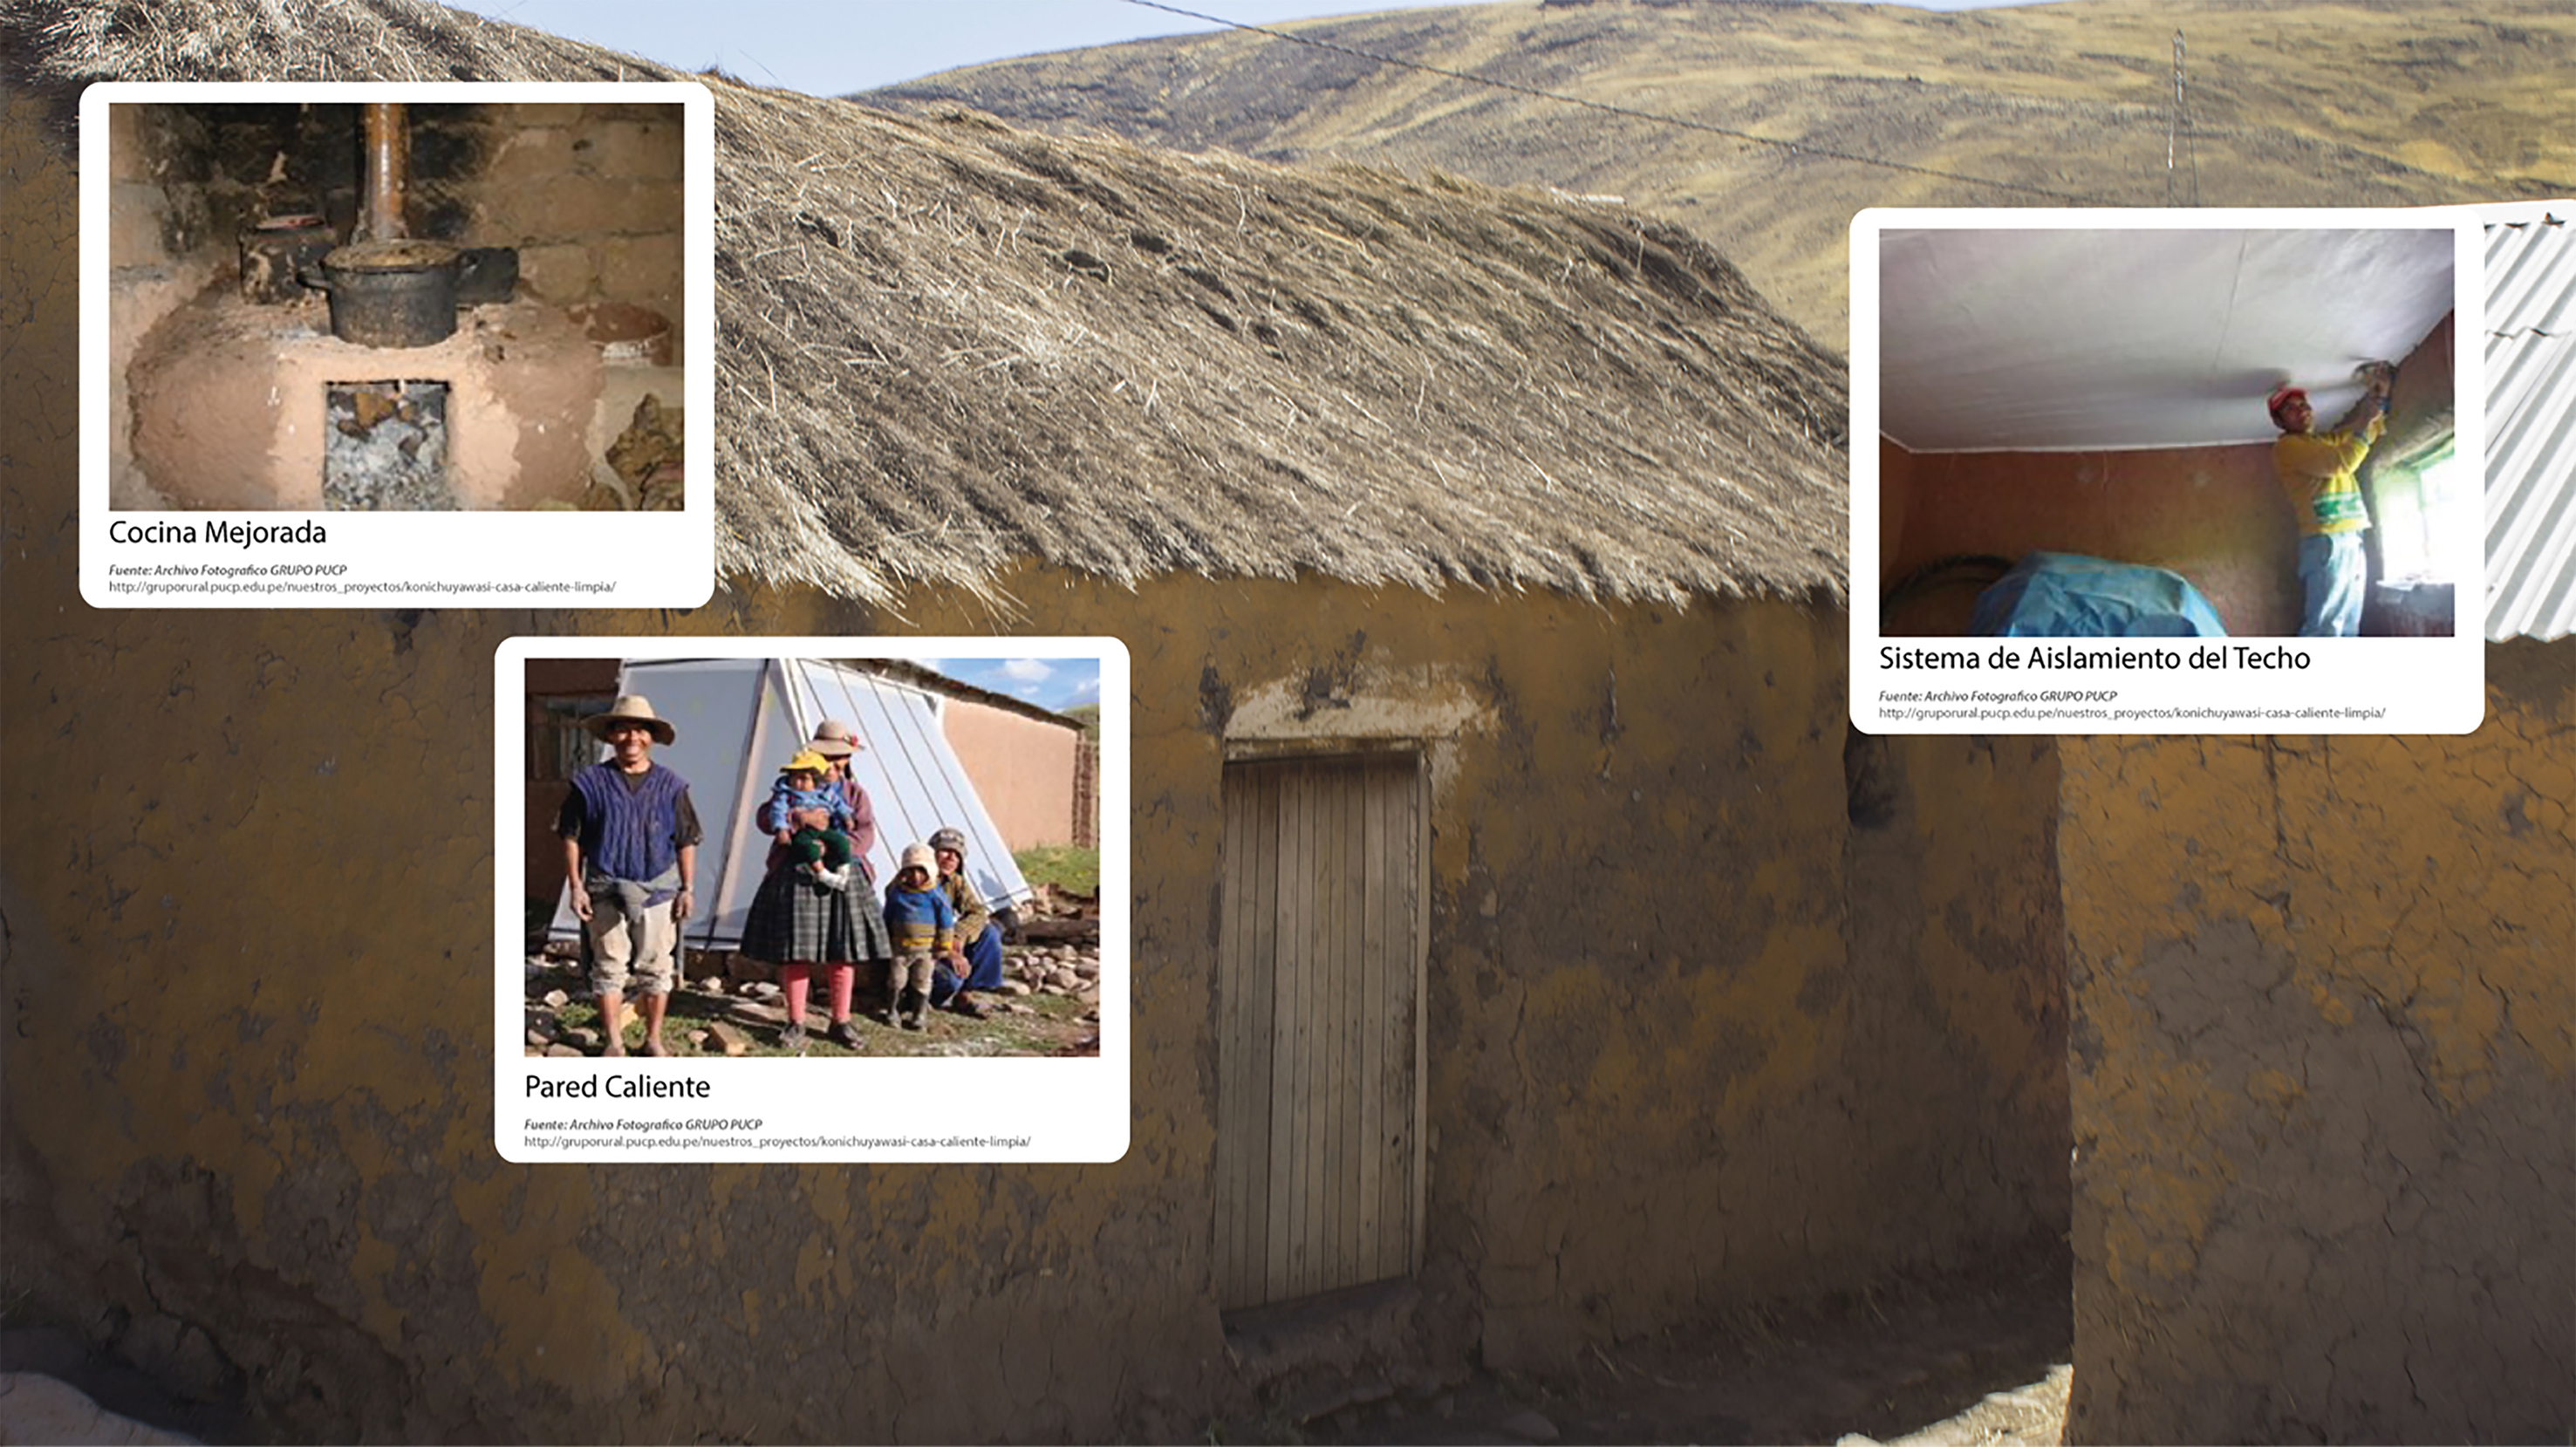 Cocina Mejorada
Fuente: Archivo Fotografico GRUPO PUCP
http://gruporural.pucp.edu.pe/nuestros_proyectos/konichuyawasi-casa-caliente-limpia/
Sistema de Aislamiento del Techo
Fuente: Archivo Fotografico GRUPO PUCP
http://gruporural.pucp.edu.pe/nuestros_proyectos/konichuyawasi-casa-caliente-limpia/
Pared Caliente
Fuente: Archivo Fotografico GRUPO PUCP
http://gruporural.pucp.edu.pe/nuestros_proyectos/konichuyawasi-casa-caliente-limpia/